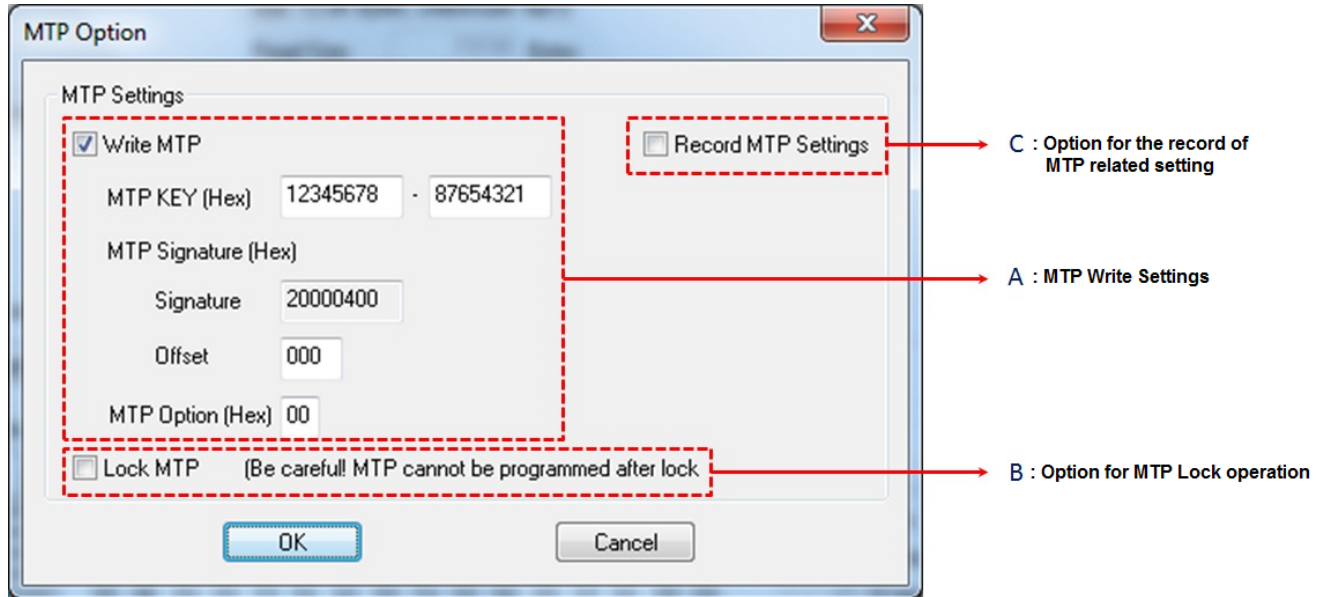 MTP Option
MTP Settings
Write MTP
Record MTP Settings
MTP KEY (Hex) 12345678 - 87654321
MTP Signature (Hex)
Signature 20000400
Offset 000
MTP Option (Hex) 00
Lock MTP (Be careful! MTP cannot be programmed after lock
OK Cancel
C : Option for the record of
MTP related setting
A : MTP Write Settings
B : Option for MTP Lock operation